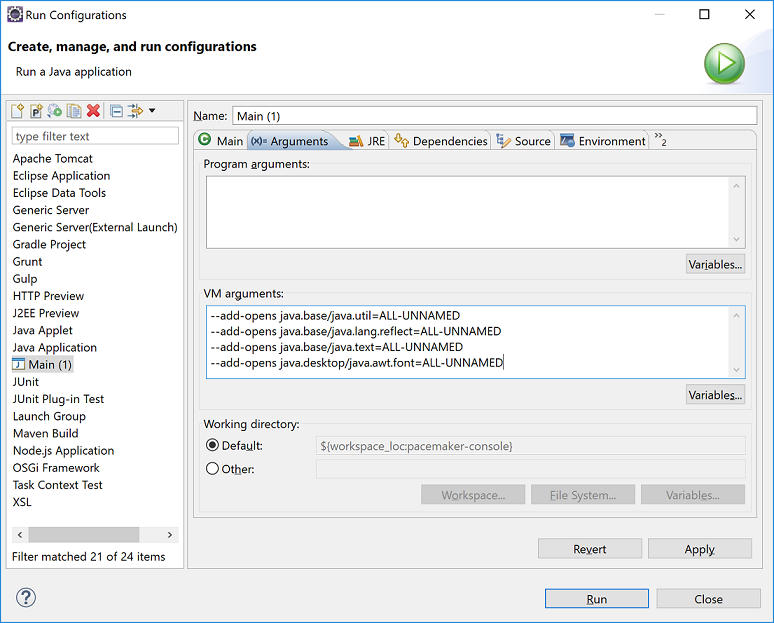 Run Configurations
Create, manage, and run configurations
Run a Java application
type filter text
Apache Tomcat
Eclipse Application
Eclipse Data Tools
Generic Server
Generic Server(External Launch)
Gradle Project
Grunt
Gulp
HTTP Preview
J2EE Preview
Java Applet
Java Application
Main (1)
JUnit
JUnit Plug-in Test
Launch Group
Maven Build
Node.js Application
OSGi Framework
Task Context Test
XSL
Filter matched 21 of 24 items
Name: Main (1)
Main (x)= Arguments JRE Dependencies Source Environment »2
Program arguments:
Variables...
VM arguments:
--add-opens java.base/java.util=ALL-UNNAMED
--add-opens java.base/java.lang.reflect=ALL-UNNAMED
--add-opens java.base/java.text=ALL-UNNAMED
--add-opens java.desktop/java.awt.font=ALL-UNNAMED
Variables...
Working directory:
Default: ${workspace_loc:pacemaker-console}
Other:
Workspace... File System... Variables...
Revert Apply
? Run Close